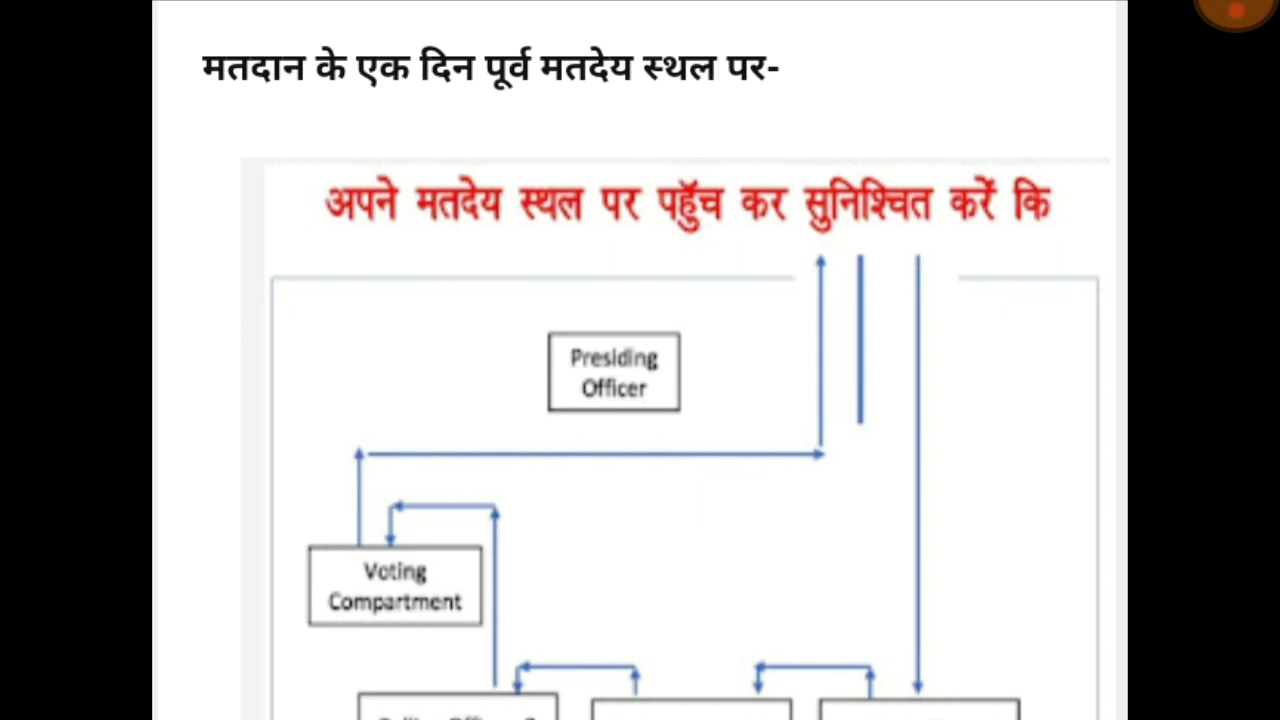 मतदान के एक दिन पूर्व मतदेय स्थल पर-
अपने मतदेय स्थल पर पहुँच कर सुनिश्चित करें कि
Presiding
Officer
Voting
Compartment